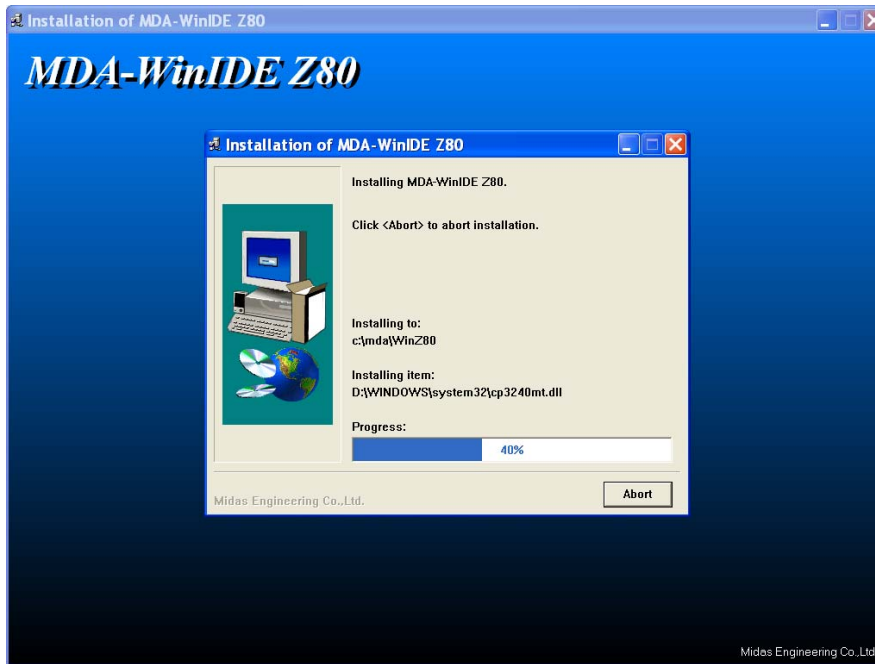 Installation of MDA-WinIDE Z80
MDA-WinIDE Z80
Installation of MDA-WinIDE Z80
Installing MDA-WinIDE Z80.
Click <Abort> to abort installation.
Installing to:
c:\mda\WinZ80
Installing item:
D:\WINDOWS\system32\cp3240mt.dll
Progress:
40%
Midas Engineering Co.,Ltd.
Abort
Midas Engineering Co.,Ltd